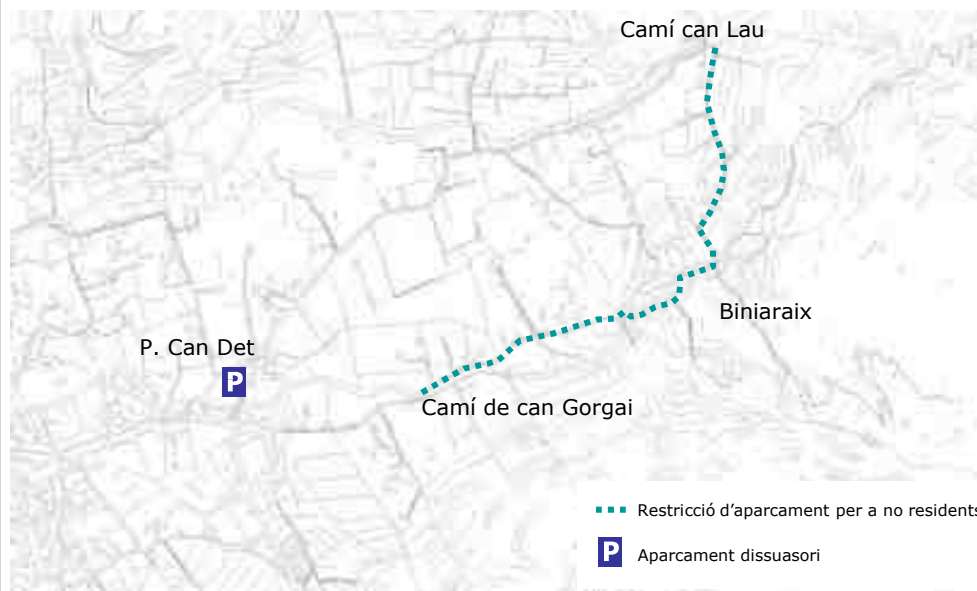 Camí can Lau
Biniaraix
P. Can Det
P
Camí de can Gorgai
Restricció d'aparcament per a no residents
P
Aparcament dissuasori